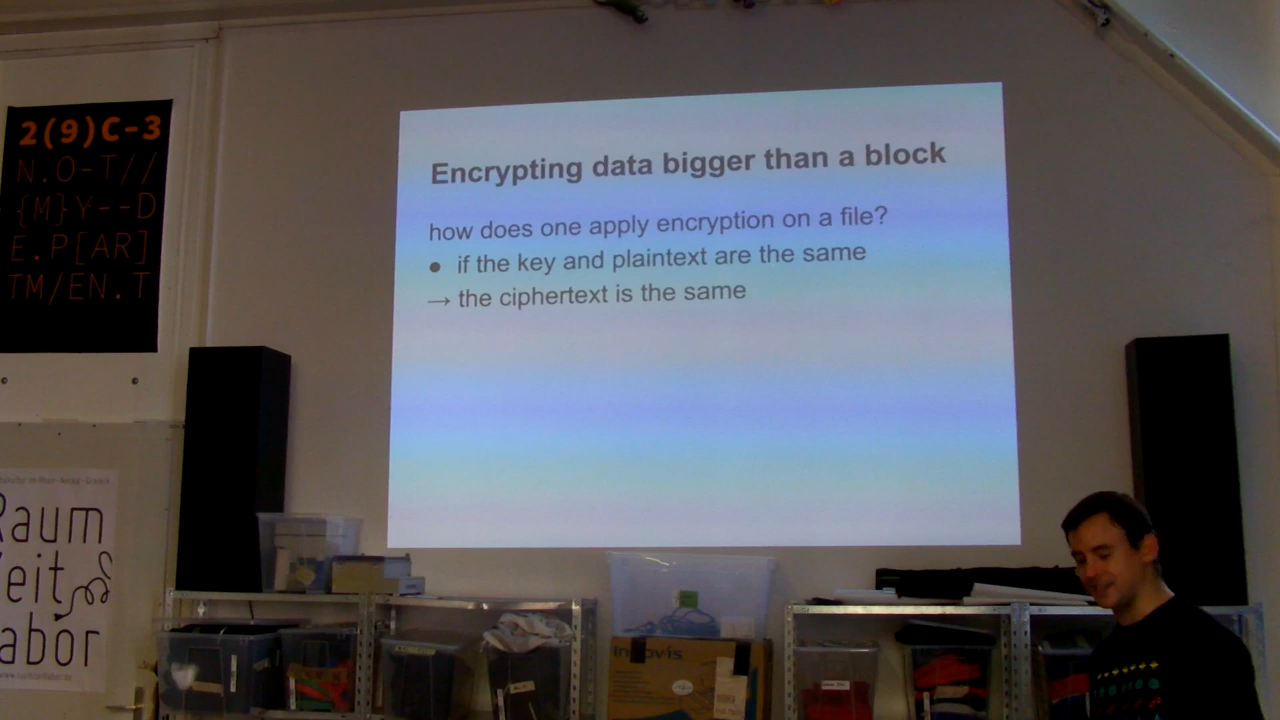 2(9)C-3
N.O-T//
{M}Y--D
E.P[AR]
TM/EN.T
Encrypting data bigger than a block
how does one apply encryption on a file?
● if the key and plaintext are the same
→ the ciphertext is the same
Raum
Zeit
Labor